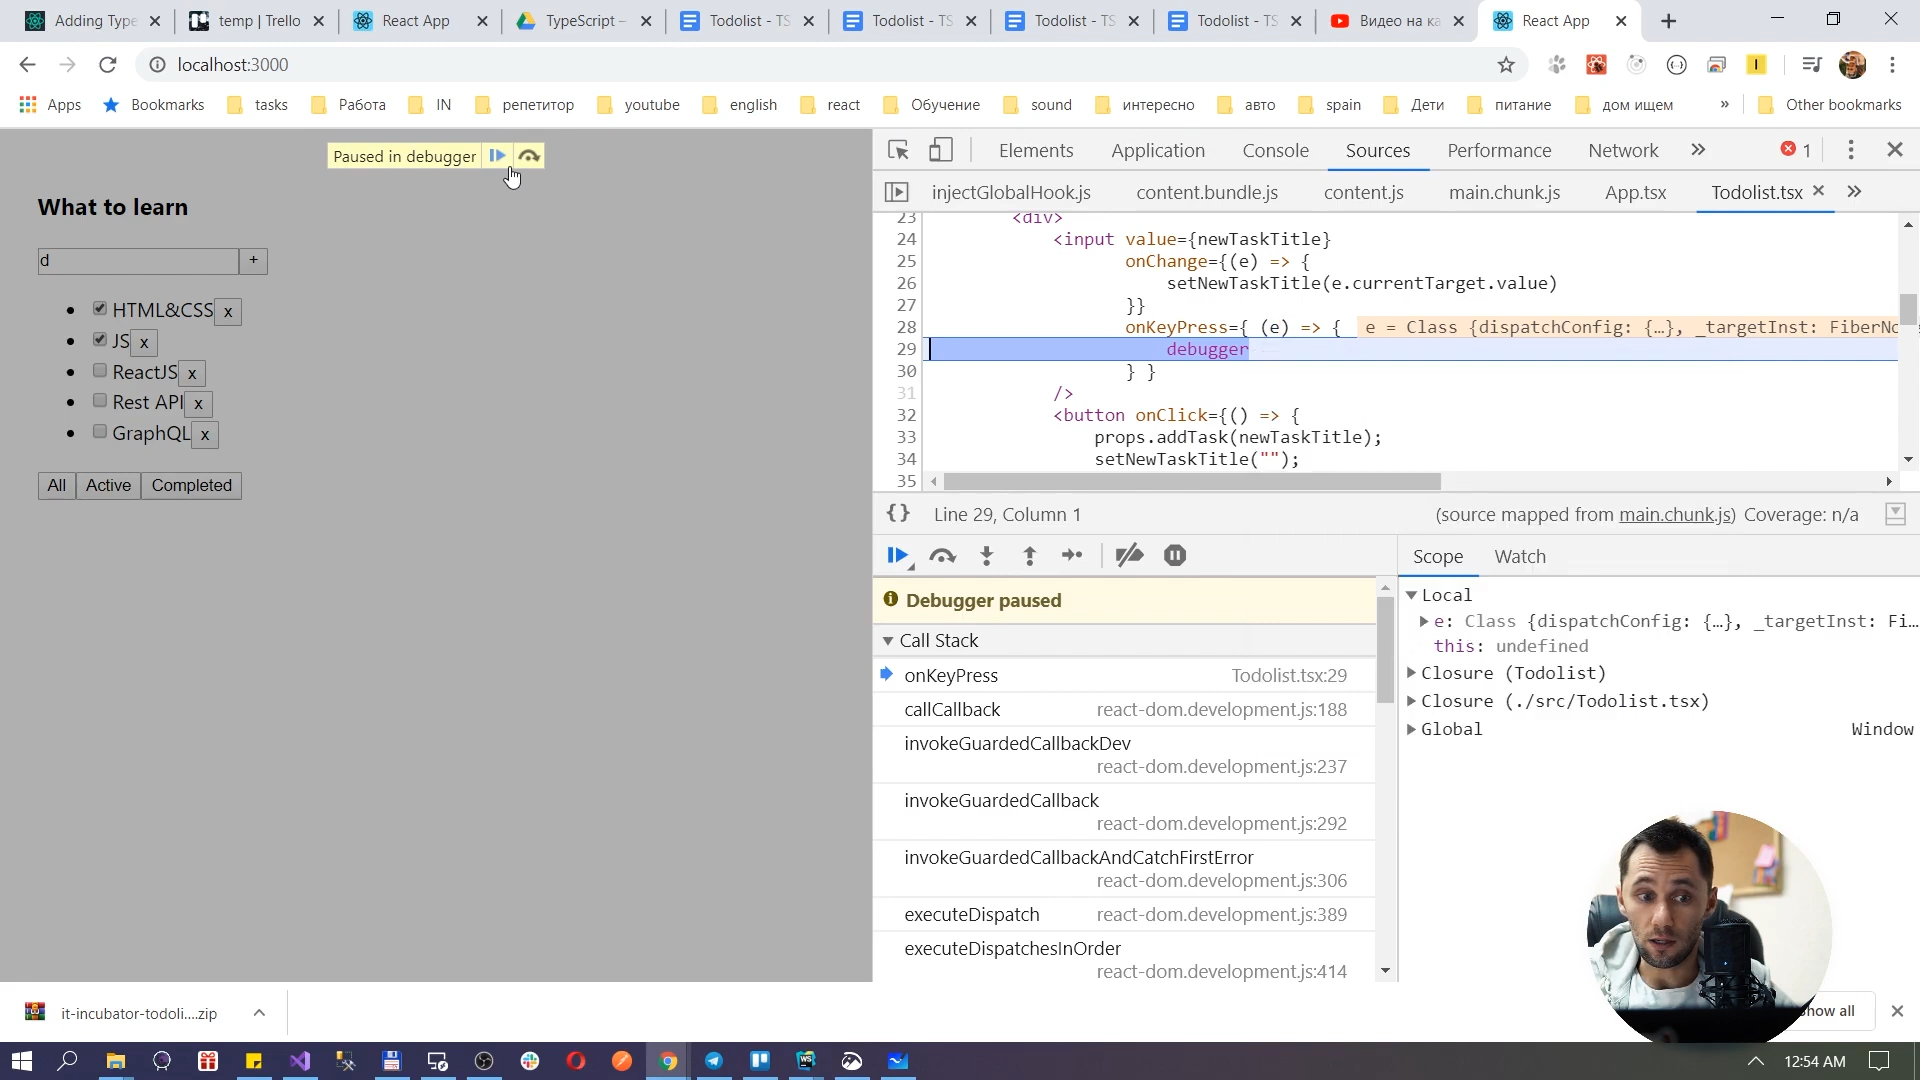 Adding Type
temp | Trello
React App
TypeScript –
Todolist - TS
Todolist - TS
Todolist - TS
Todolist - TS
Видео на ка
React App
localhost:3000
Apps
Bookmarks
tasks
Работа
IN
репетитор
youtube
english
react
Обучение
sound
интересно
авто
spain
Дети
питание
дом ищем
»
Other bookmarks
Paused in debugger
What to learn
d
+
HTML&CSS x
JS x
ReactJS x
Rest API x
GraphQL x
All
Active
Completed
Elements
Application
Console
Sources
Performance
Network
»
1
injectGlobalHook.js
content.bundle.js
content.js
main.chunk.js
App.tsx
Todolist.tsx
»
23 <div>
24 <input value={newTaskTitle}
25 onChange={(e) => {
26 setNewTaskTitle(e.currentTarget.value)
27 }}
28 onKeyPress={ (e) => { e = Class {dispatchConfig: {…}, _targetInst: FiberNo
29 debugger
30 } }
31 />
32 <button onClick={() => {
33 props.addTask(newTaskTitle);
34 setNewTaskTitle("");
35
{} Line 29, Column 1
(source mapped from main.chunk.js) Coverage: n/a
Scope
Watch
Debugger paused
Call Stack
onKeyPress Todolist.tsx:29
callCallback react-dom.development.js:188
invokeGuardedCallbackDev
react-dom.development.js:237
invokeGuardedCallback
react-dom.development.js:292
invokeGuardedCallbackAndCatchFirstError
react-dom.development.js:306
executeDispatch react-dom.development.js:389
executeDispatchesInOrder
react-dom.development.js:414
Local
e: Class {dispatchConfig: {…}, _targetInst: Fi…
this: undefined
Closure (Todolist)
Closure (./src/Todolist.tsx)
Global Window
it-incubator-todoli....zip
how all
12:54 AM